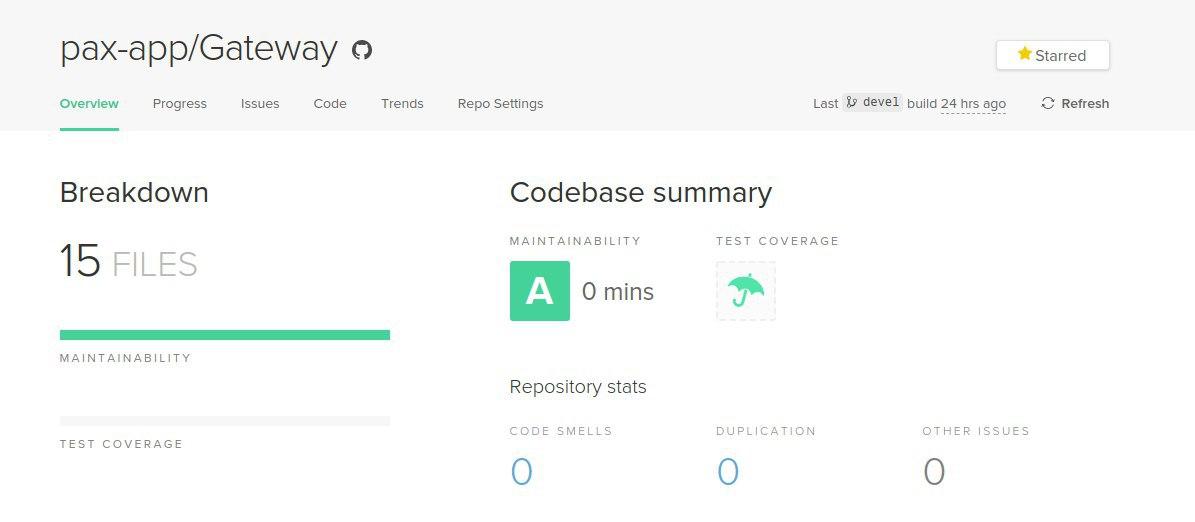 pax-app/Gateway
Starred
Overview Progress Issues Code Trends Repo Settings
Last devel build 24 hrs ago Refresh
Breakdown
15 FILES
MAINTAINABILITY
TEST COVERAGE
Codebase summary
MAINTAINABILITY TEST COVERAGE
A 0 mins
Repository stats
CODE SMELLS DUPLICATION OTHER ISSUES
0 0 0